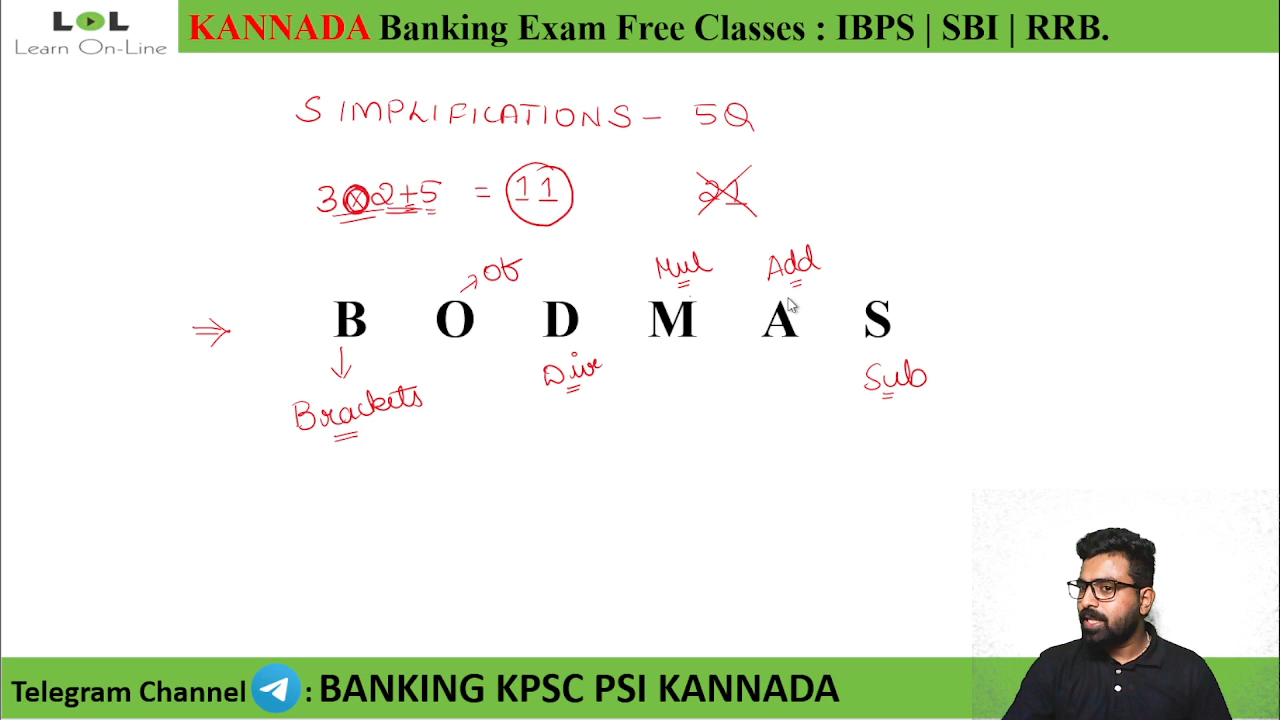 LOL
Learn On-Line
KANNADA Banking Exam Free Classes : IBPS | SBI | RRB.
SIMPLIFICATIONS - 5Q
3 × 2 + 5 = 11 21
Of Mul Add
⇒ B O D M A S
Brackets Div Sub
Telegram Channel : BANKING KPSC PSI KANNADA